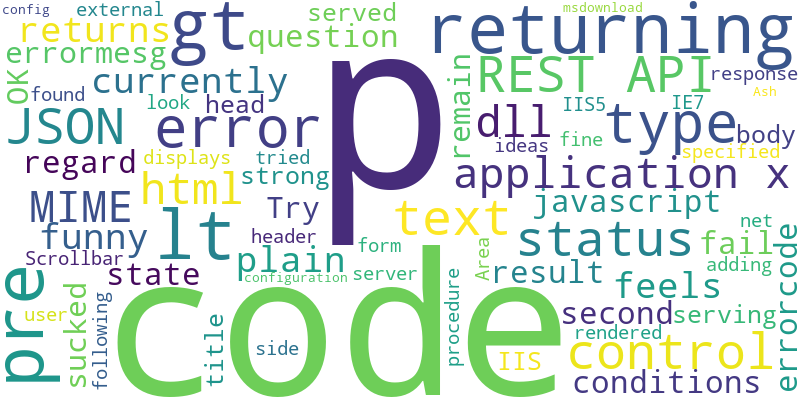 config
external
msdownload
returns
gt
served
returning
errormesg
question
OK
currently
REST API
response
found
look
head
remain
IIS5
IE7
Ash
JSON
error
p
dll
type
body
regard
displays
tried
ideas
fine
specified
html
strong
application x
MIME
Try
text
javascript
funny
lt
header
form
status
net
fail
Scrollbar
plain
Area
adding
pre
state
configuration
server
result
feels
errorcode
user
code
procedure
second
serving
sucked
following
title
side
rendered
IIS
control
conditions